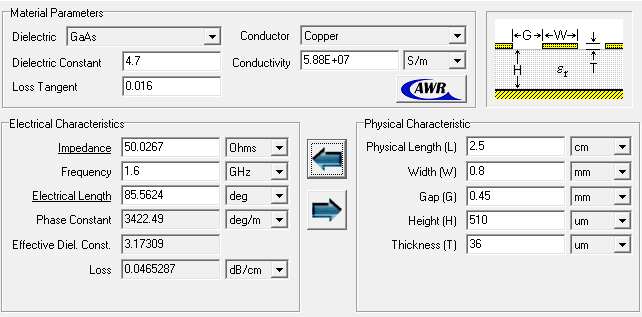 Material Parameters
Dielectric GaAs Conductor Copper
Dielectric Constant 4.7 Conductivity 5.88E+07 S/m
Loss Tangent 0.016 AWR
G W
H εr T
Electrical Characteristics
Impedance 50.0267 Ohms
Frequency 1.6 GHz
Electrical Length 85.5624 deg
Phase Constant 3422.49 deg/m
Effective Diel. Const. 3.17309
Loss 0.0465287 dB/cm
Physical Characteristic
Physical Length (L) 2.5 cm
Width (W) 0.8 mm
Gap (G) 0.45 mm
Height (H) 510 um
Thickness (T) 36 um